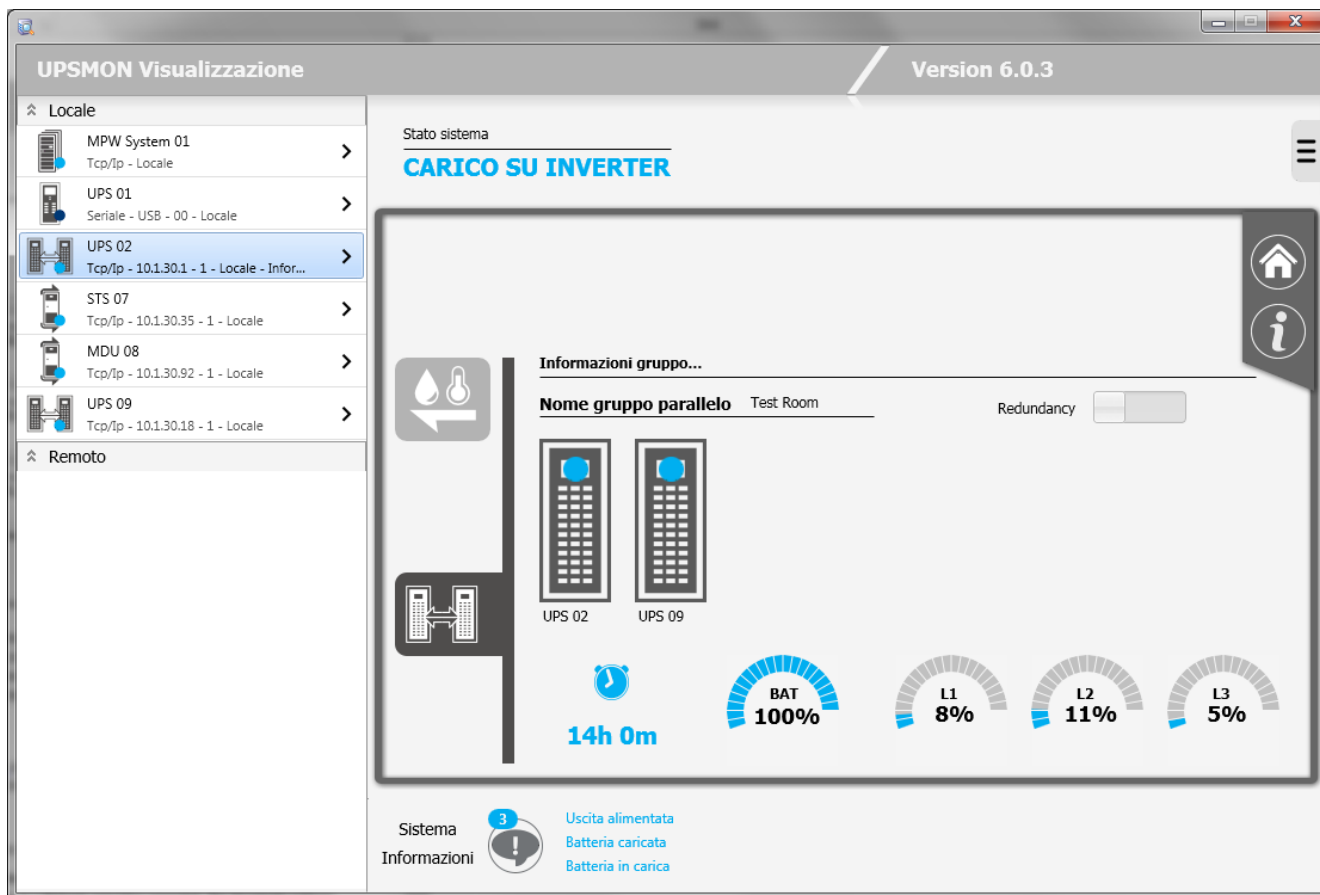 UPSMON Visualizzazione
Version 6.0.3
Locale
MPW System 01
Tcp/Ip - Locale
UPS 01
Seriale - USB - 00 - Locale
UPS 02
Tcp/Ip - 10.1.30.1 - 1 - Locale - Infor...
STS 07
Tcp/Ip - 10.1.30.35 - 1 - Locale
MDU 08
Tcp/Ip - 10.1.30.92 - 1 - Locale
UPS 09
Tcp/Ip - 10.1.30.18 - 1 - Locale
Remoto
Stato sistema
CARICO SU INVERTER
Informazioni gruppo...
Nome gruppo parallelo Test Room
Redundancy
UPS 02
UPS 09
14h 0m
BAT
100%
L1
8%
L2
11%
L3
5%
Sistema
Informazioni
3
Uscita alimentata
Batteria caricata
Batteria in carica